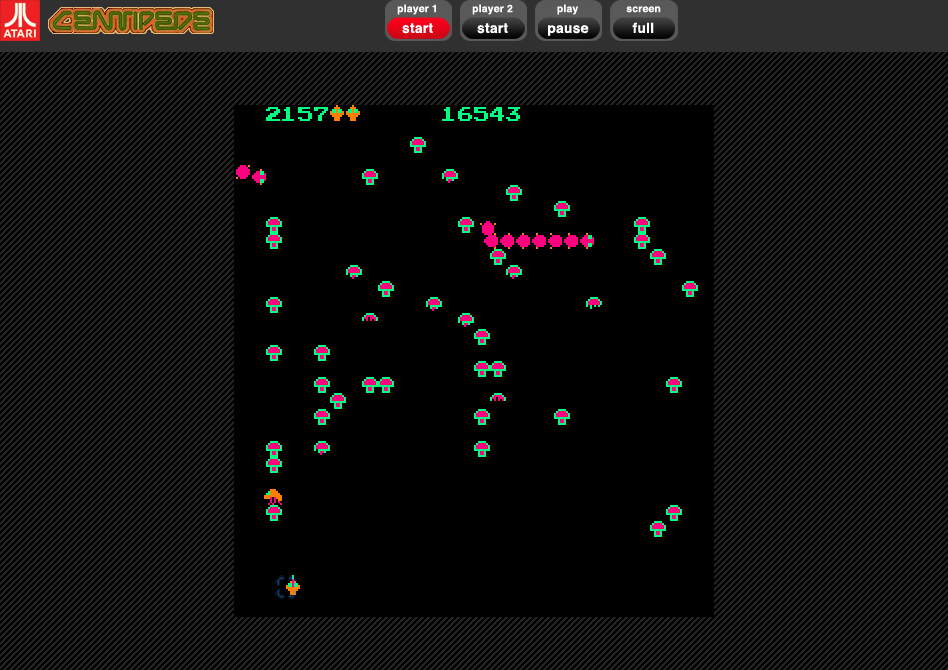 ATARI
CENTIPEDE
player 1
start
player 2
start
play
pause
screen
full
2157
16543